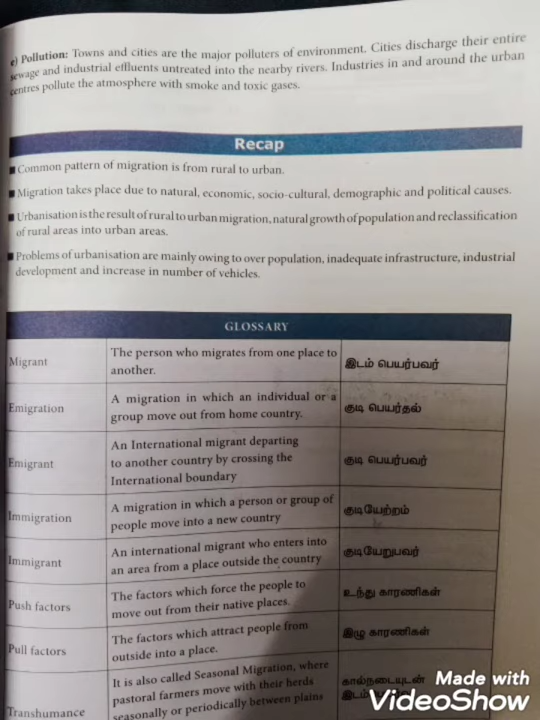 e) Pollution: Towns and cities are the major polluters of environment. Cities discharge their entire
sewage and industrial effluents untreated into the nearby rivers. Industries in and around the urban
centres pollute the atmosphere with smoke and toxic gases.
Recap
■ Common pattern of migration is from rural to urban.
■ Migration takes place due to natural, economic, socio-cultural, demographic and political causes.
■ Urbanisation is the result of rural to urban migration, natural growth of population and reclassification
of rural areas into urban areas.
■ Problems of urbanisation are mainly owing to over population, inadequate infrastructure, industrial
development and increase in number of vehicles.
GLOSSARY
Migrant
The person who migrates from one place to
another.
இடம் பெயர்பவர்
Emigration
A migration in which an individual or a
group move out from home country.
குடி பெயர்தல்
Emigrant
An International migrant departing
to another country by crossing the
International boundary
குடி பெயர்பவர்
Immigration
A migration in which a person or group of
people move into a new country
குடியேற்றம்
Immigrant
An international migrant who enters into
an area from a place outside the country
குடியேறுபவர்
Push factors
The factors which force the people to
move out from their native places.
உந்து காரணிகள்
Pull factors
The factors which attract people from
outside into a place.
இழு காரணிகள்
Transhumance
It is also called Seasonal Migration, where
pastoral farmers move with their herds
seasonally or periodically between plains
கால்நடையுடன்
இடம்
Made with
VideoShow